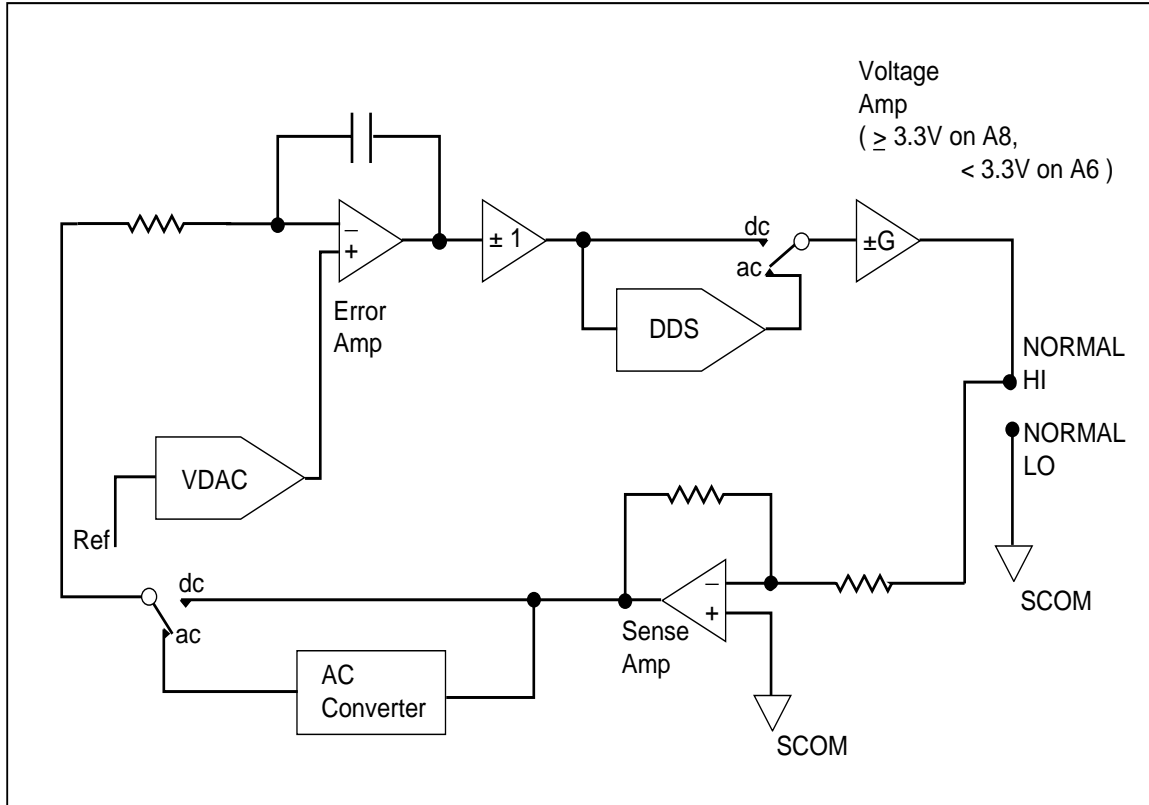 Voltage
Amp
( ≥ 3.3V on A8,
< 3.3V on A6 )
−
+
Error
Amp
± 1
dc
ac
±G
DDS
NORMAL
HI
NORMAL
LO
VDAC
Ref
dc
ac
AC
Converter
−
+
Sense
Amp
SCOM
SCOM